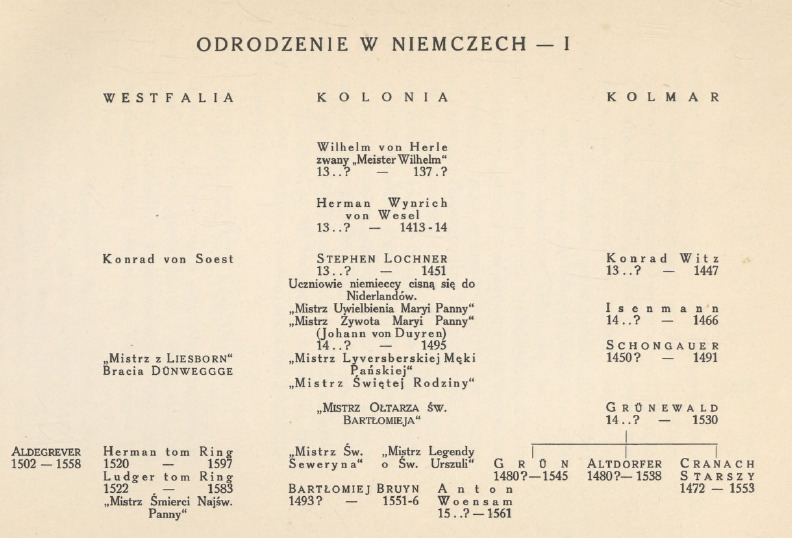 ODRODZENIE W NIEMCZECH — I
WESTFALIA
KOLONIA
KOLMAR
Wilhelm von Herle
zwany „Meister Wilhelm“
13..? — 137.?
Herman Wynrich
von Wesel
13..? — 1413-14
Konrad von Soest
STEPHEN LOCHNER
13..? — 1451
Uczniowie niemieccy cisną się do
Niderlandów.
„Mistrz Uwielbienia Maryi Panny“
„Mistrz Żywota Maryi Panny“
(Johann von Duyren)
14..? — 1495
„Mistrz Lyversberskiej Męki
Pańskiej“
„Mistrz Świętej Rodziny“
Konrad Witz
13..? — 1447
Isenmann
14..? — 1466
SCHONGAUER
1450? — 1491
„Mistrz z LIESBORN“
Bracia DÜNWEGGGE
„MISTRZ OŁTARZA ŚW.
BARTŁOMIEJA“
GRÜNEWALD
14..? — 1530
ALDEGREVER
1502 — 1558
Herman tom Ring
1520 — 1597
Ludger tom Ring
1522 — 1583
„Mistrz Śmierci Najśw.
Panny“
„Mistrz Św.
Seweryna“
„Mistrz Legendy
o Św. Urszuli“
BARTŁOMIEJ BRUYN
1493? — 1551-6
Anton
Woensam
15..? — 1561
GRÜN
1480? — 1545
ALTDORFER
1480? — 1538
CRANACH
STARSZY
1472 — 1553